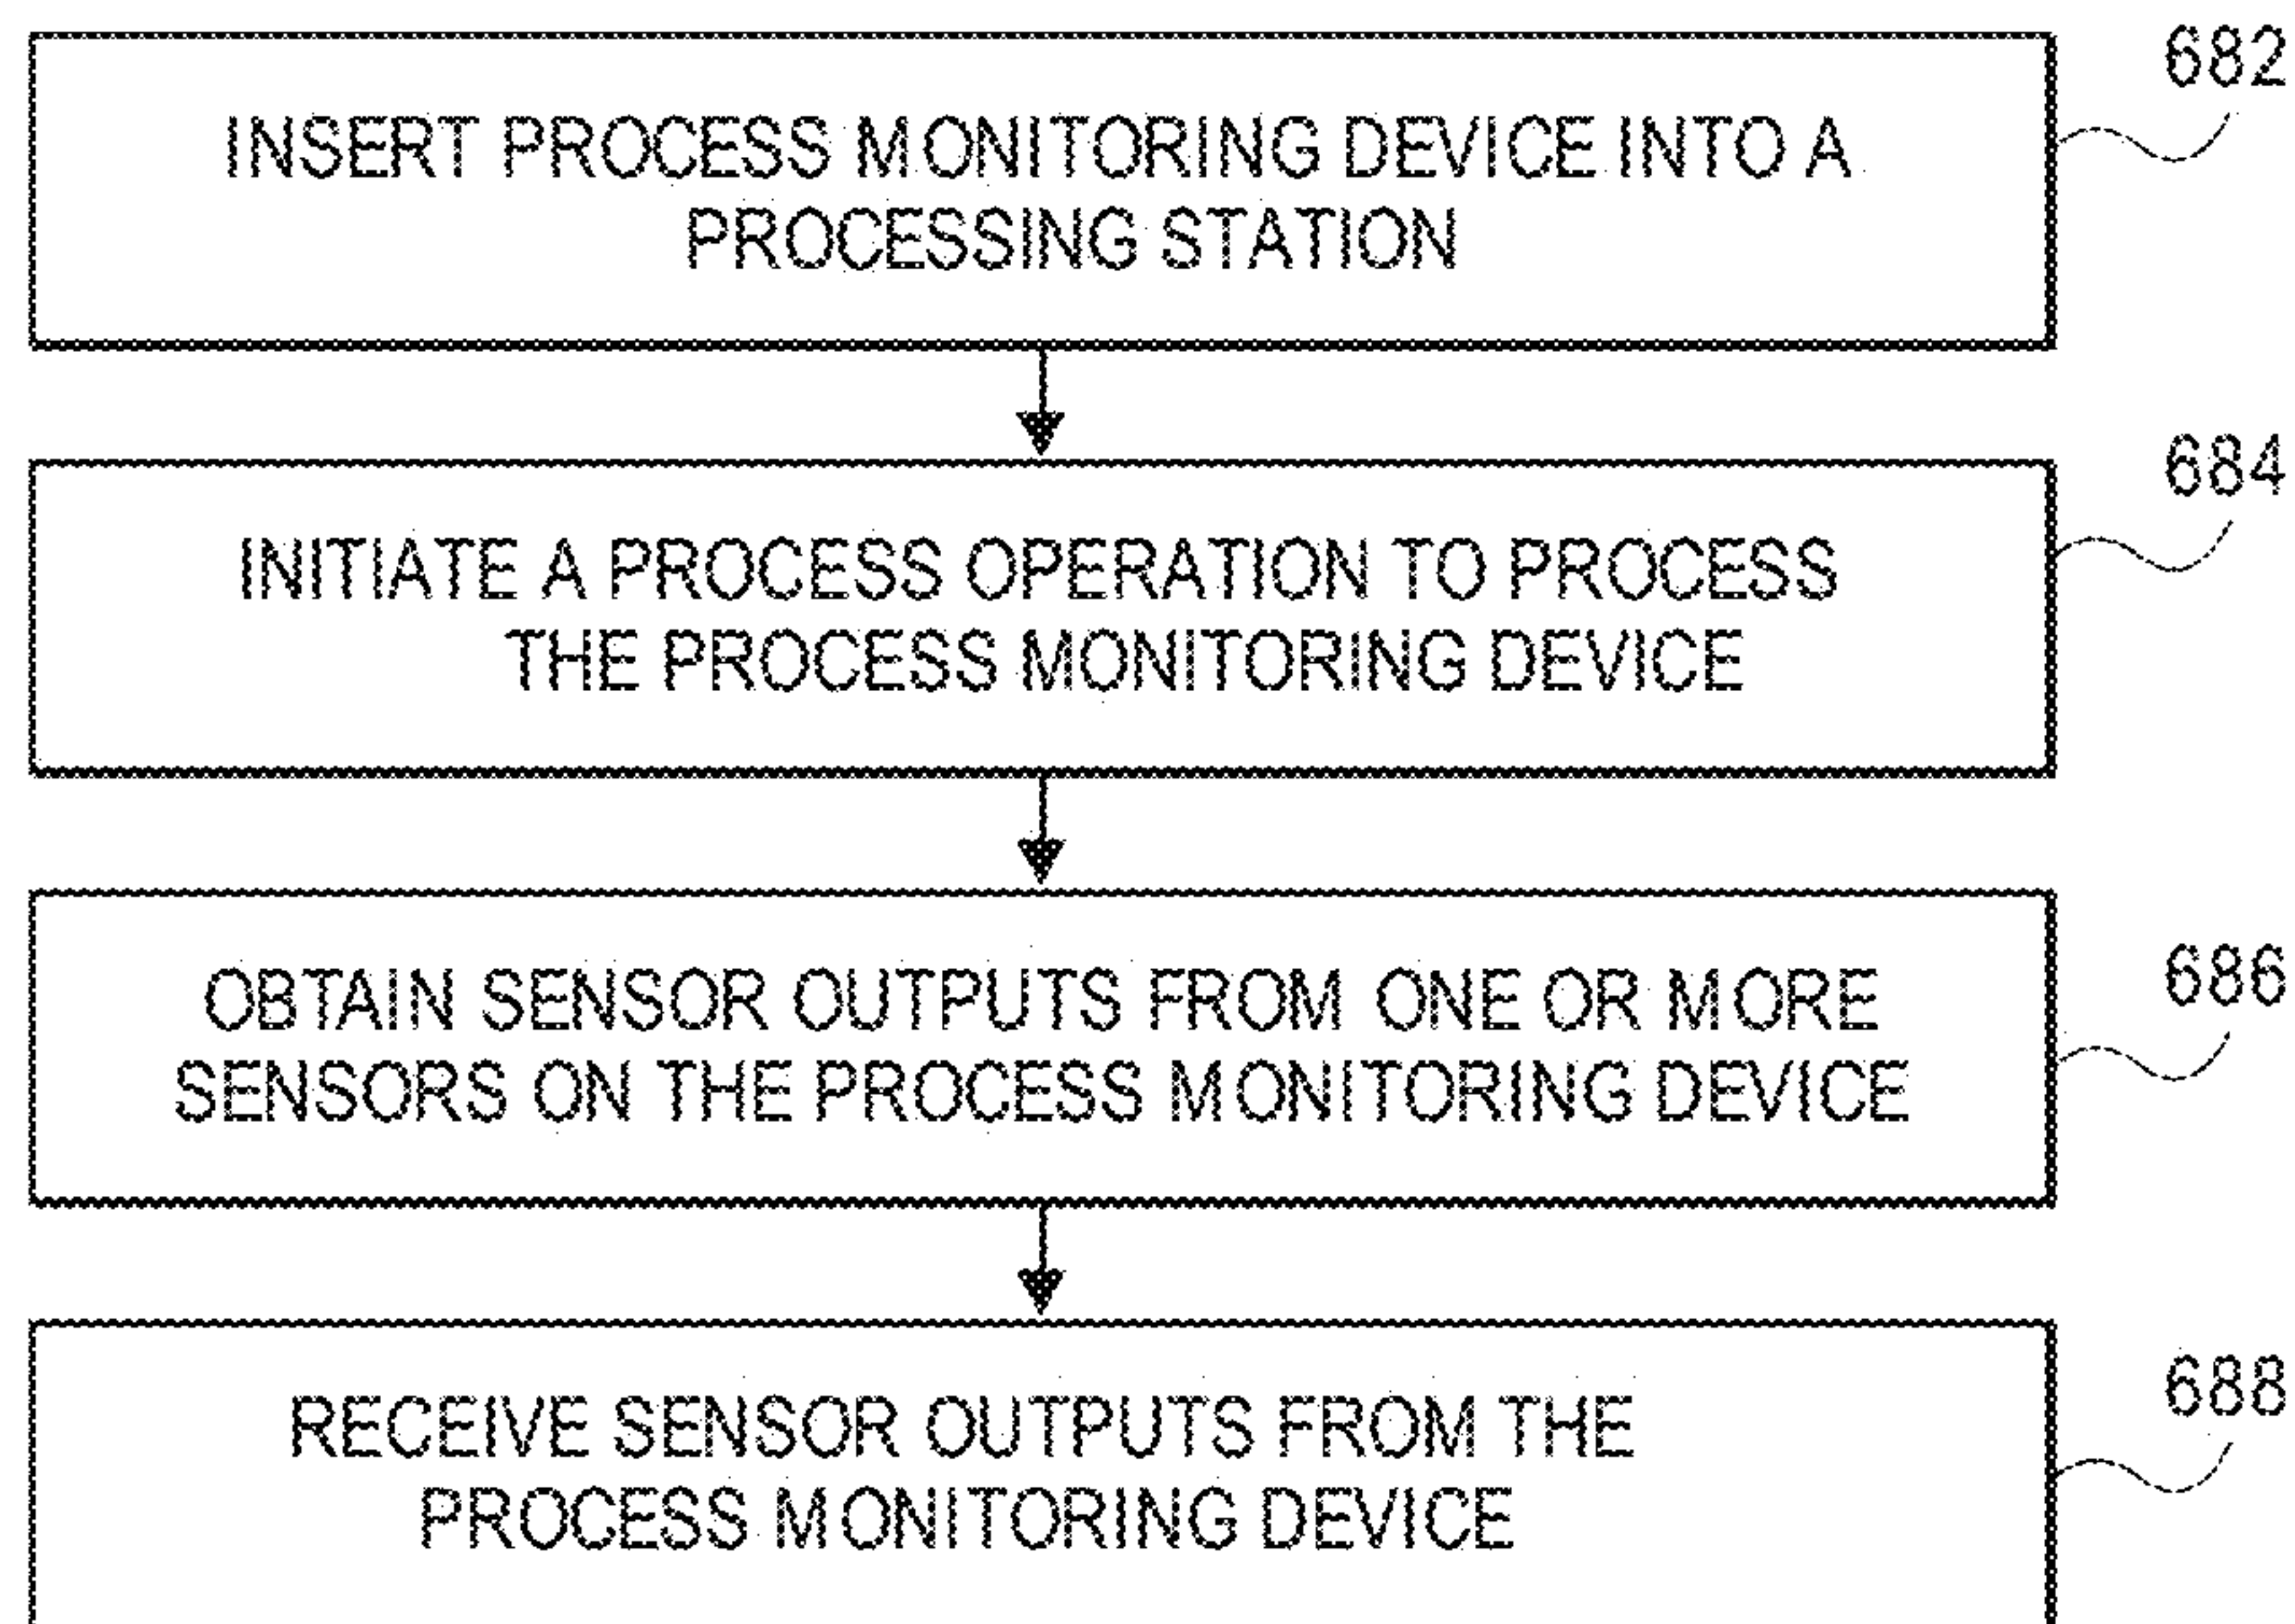 682
INSERT PROCESS MONITORING DEVICE INTO A
PROCESSING STATION
684
INITIATE A PROCESS OPERATION TO PROCESS
THE PROCESS MONITORING DEVICE
686
OBTAIN SENSOR OUTPUTS FROM ONE OR MORE
SENSORS ON THE PROCESS MONITORING DEVICE
688
RECEIVE SENSOR OUTPUTS FROM THE
PROCESS MONITORING DEVICE